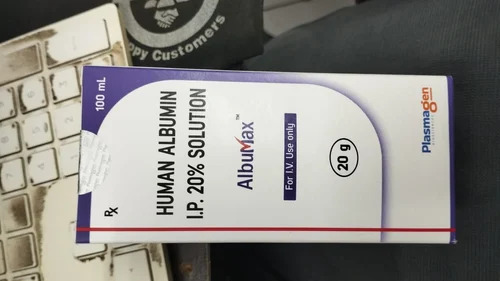 ppy Customers
100 mL
Rx
HUMAN ALBUMIN
I.P. 20% SOLUTION
AlbuMax™
For I.V. Use only
20 g
Plasmagen